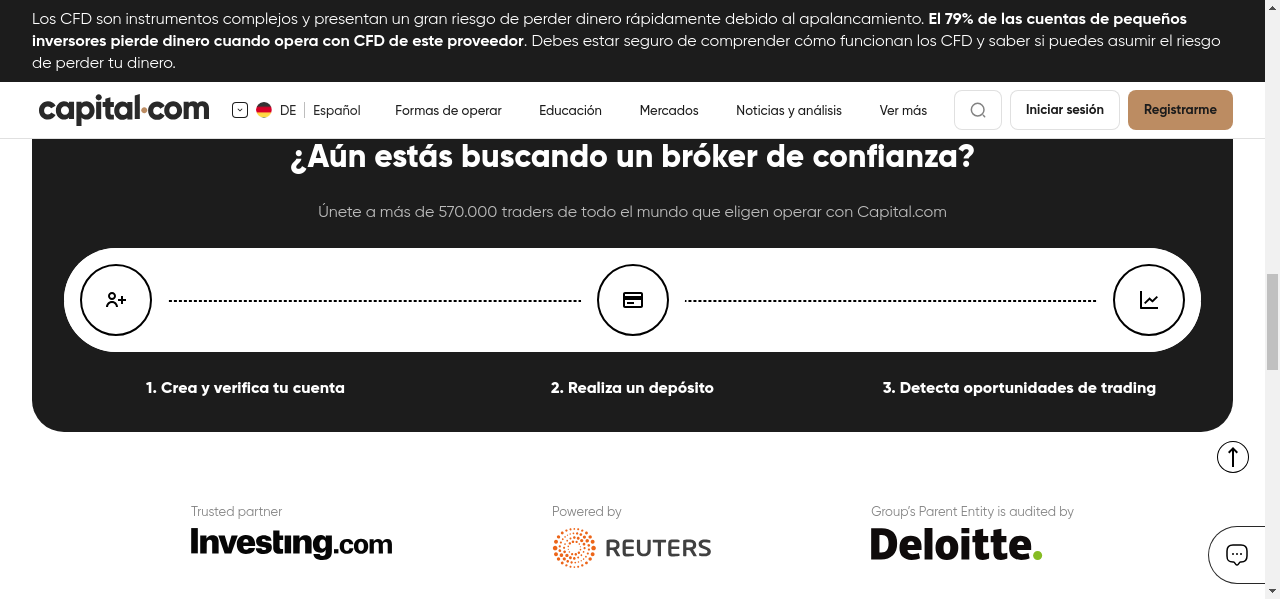 Los CFD son instrumentos complejos y presentan un gran riesgo de perder dinero rápidamente debido al apalancamiento. El 79% de las cuentas de pequeños
inversores pierde dinero cuando opera con CFD de este proveedor. Debes estar seguro de comprender cómo funcionan los CFD y saber si puedes asumir el riesgo
de perder tu dinero.
capital.com DE Español Formas de operar Educación Mercados Noticias y análisis Ver más Iniciar sesión Registrarme
¿Aún estás buscando un bróker de confianza?
Únete a más de 570.000 traders de todo el mundo que eligen operar con Capital.com
1. Crea y verifica tu cuenta 2. Realiza un depósito 3. Detecta oportunidades de trading
Trusted partner Powered by Group's Parent Entity is audited by
Investing.com REUTERS Deloitte.